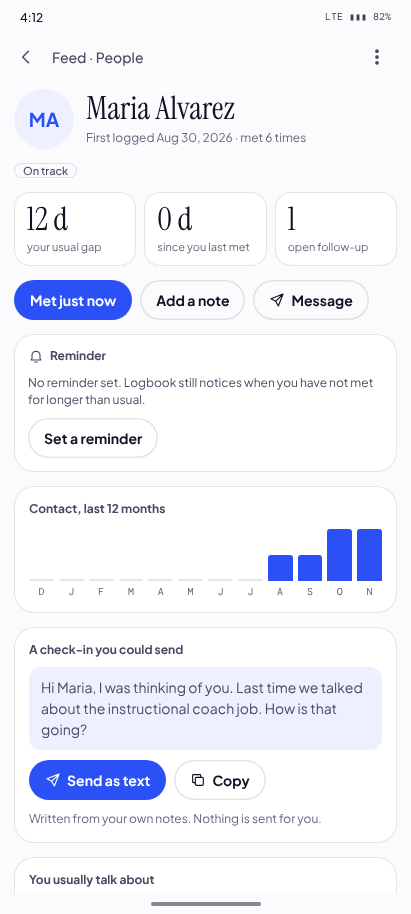 4:12
LTE 82%
Feed · People
MA
Maria Alvarez
First logged Aug 30, 2026 · met 6 times
On track
12 d
your usual gap
0 d
since you last met
1
open follow-up
Met just now
Add a note
Message
Reminder
No reminder set. Logbook still notices when you have not met
for longer than usual.
Set a reminder
Contact, last 12 months
D J F M A M J J A S O N
A check-in you could send
Hi Maria, I was thinking of you. Last time we talked
about the instructional coach job. How is that
going?
Send as text
Copy
Written from your own notes. Nothing is sent for you.
You usually talk about